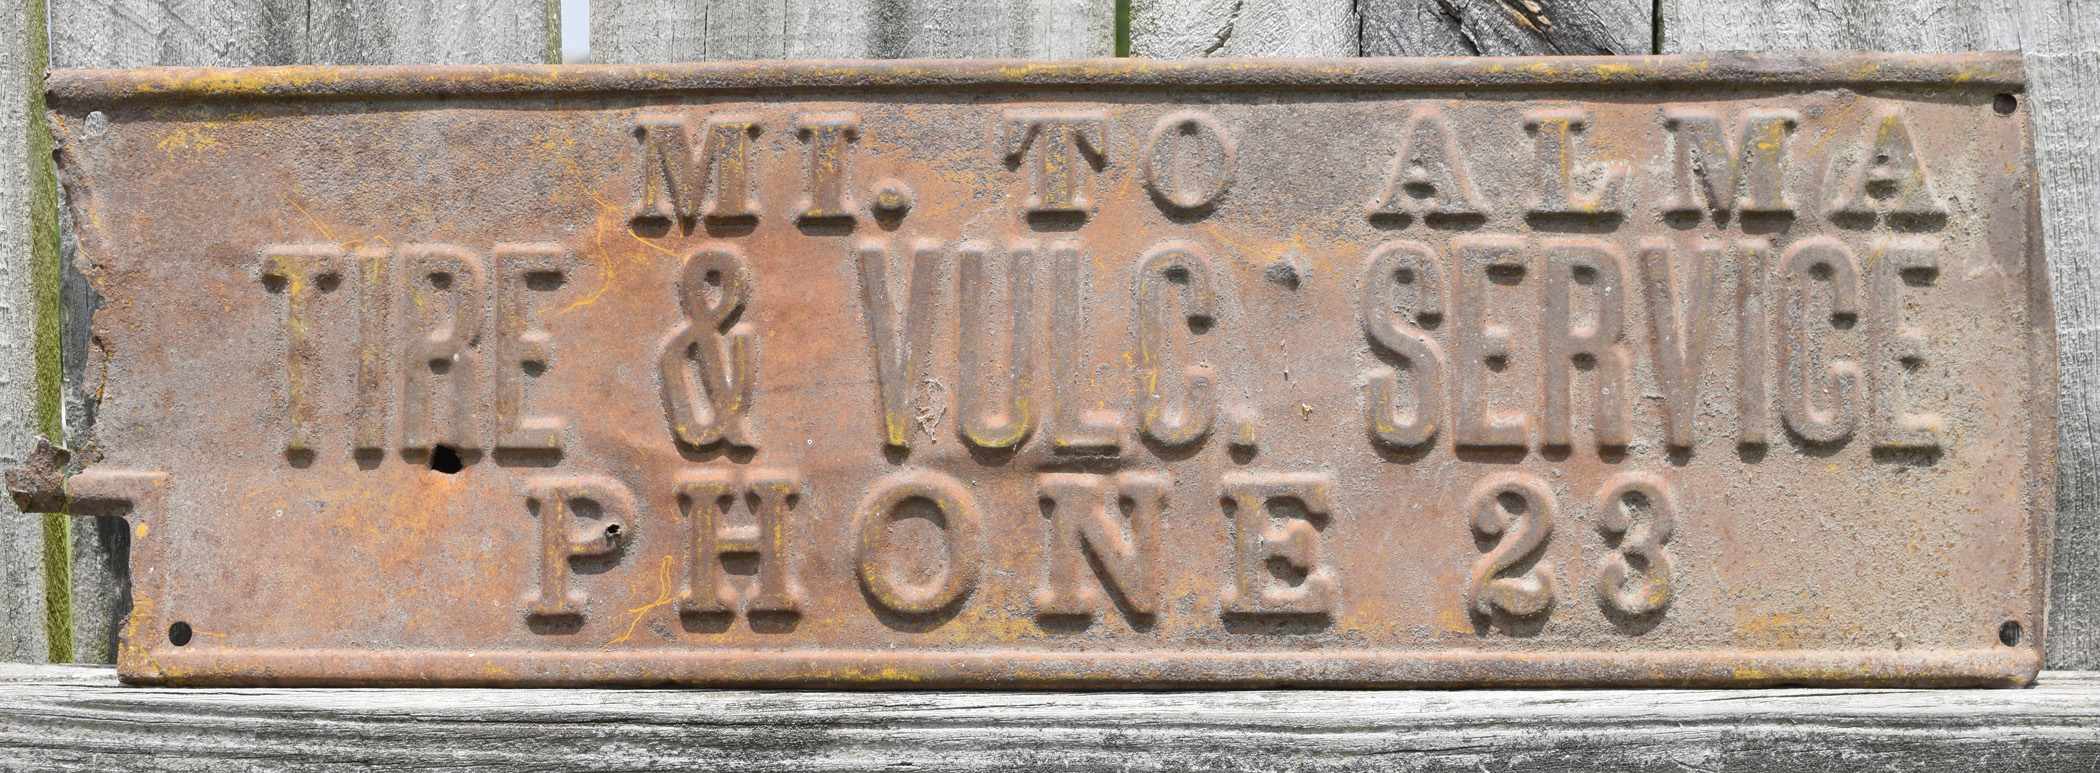 MI. TO ALMA
TIRE & VULC. SERVICE
PHONE 23